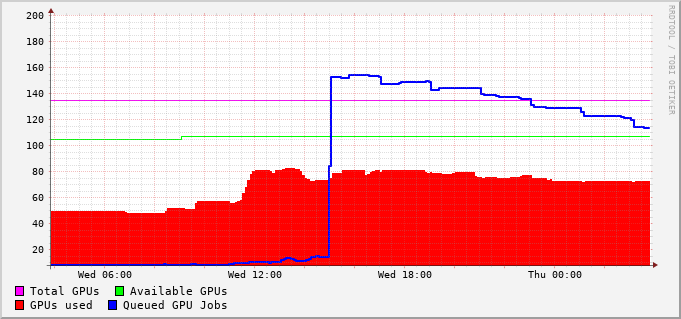 200
180
160
140
120
100
80
60
40
20
Wed 06:00 Wed 12:00 Wed 18:00 Thu 00:00
Total GPUs Available GPUs
GPUs used Queued GPU Jobs
RRDTOOL / TOBI OETIKER